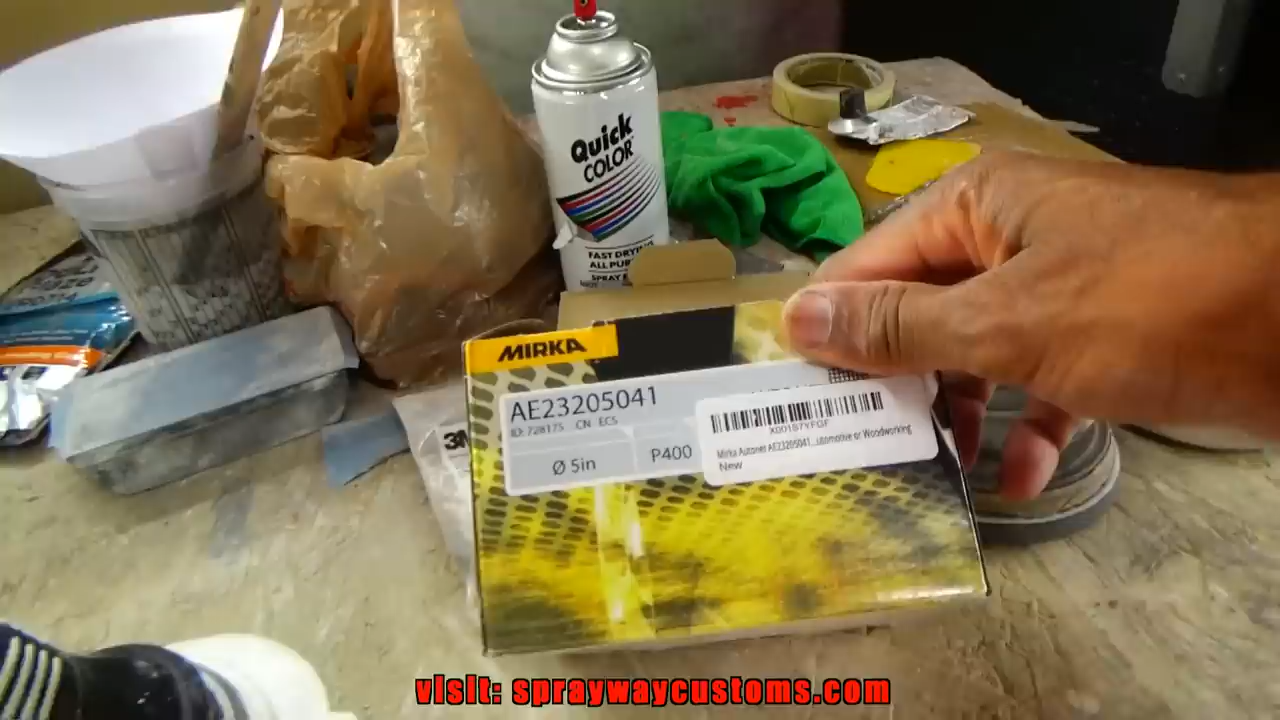 Quick
COLOR
FAST DRYING
ALL PUR
SPRAY
MIRKA
AE23205041
ID: 728175 CN ECS
Ø 5in
P400
X001B7YFGF
Mirka Autonet AE23205041...utomotive or Woodworking
New
3M
visit: spraywaycustoms.com